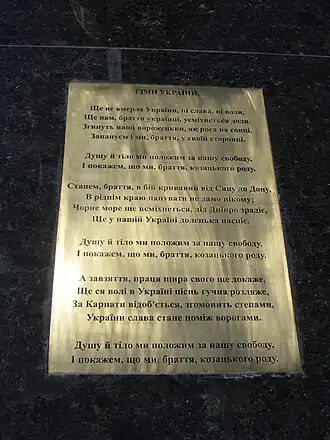 ГІМН УКРАЇНИ,
Ще не вмерла Україна, ні слава, ні воля,
Ще нам, браття українці, усміхнеться доля.
Згинуть наші вороженьки, як роса на сонці,
Запануєм і ми, браття, у своїй сторонці.
Душу й тіло ми положим за нашу свободу,
І покажем, що ми, браття, козацького роду.
Станем, браття, в бій кривавий від Сяну до Дону,
В ріднім краю панувати не дамо нікому;
Чорне море ще всміхнеться, дід Дніпро зрадіє,
Ще у нашій Україні доленька наспіє.
Душу й тіло ми положим за нашу свободу,
І покажем, що ми, браття, козацького роду.
А завзяття, праця щира свого ще докаже,
Ще ся волі в Україні піснь гучна розляже,
За Карпати відоб'ється, згомонить степами,
України слава стане поміж ворогами.
Душу й тіло ми положим за нашу свободу,
І покажем, що ми, браття, козацького роду.